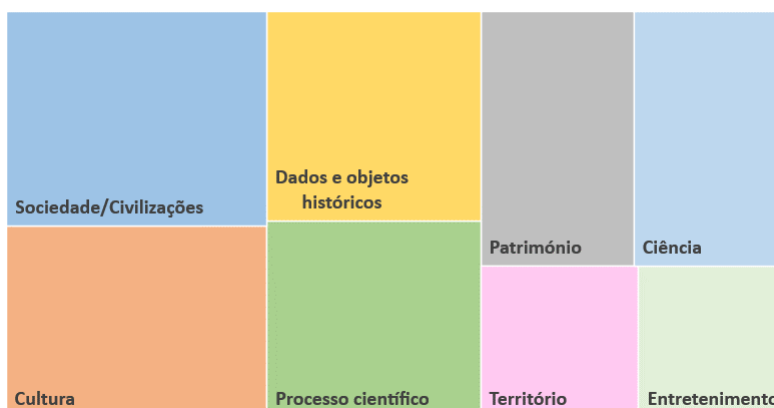 Sociedade/Civilizações
Dados e objetos
históricos
Património
Ciência
Cultura
Processo científico
Território
Entretenimento